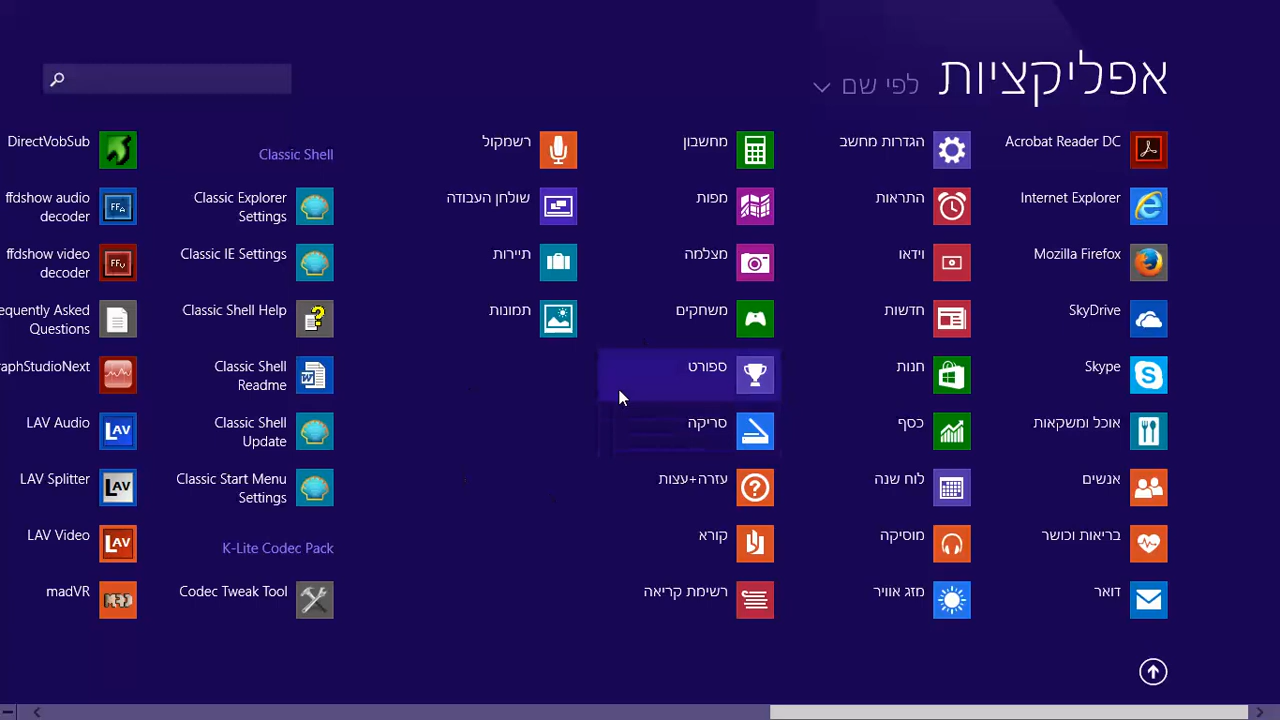 אפליקציות
לפי שם
Acrobat Reader DC
Internet Explorer
Mozilla Firefox
SkyDrive
Skype
אוכל ומשקאות
אנשים
בריאות וכושר
דואר
הגדרות מחשב
התראות
וידאו
חדשות
חנות
כסף
לוח שנה
מוסיקה
מזג אוויר
מחשבון
מפות
מצלמה
משחקים
ספורט
סריקה
עזרה+עצות
קורא
רשימת קריאה
רשמקול
שולחן העבודה
תיירות
תמונות
Classic Shell
Classic Explorer
Settings
Classic IE Settings
Classic Shell Help
Classic Shell
Readme
Classic Shell
Update
Classic Start Menu
Settings
K-Lite Codec Pack
Codec Tweak Tool
DirectVobSub
ffdshow audio
decoder
ffdshow video
decoder
equently Asked
Questions
aphStudioNext
LAV Audio
LAV Splitter
LAV Video
madVR